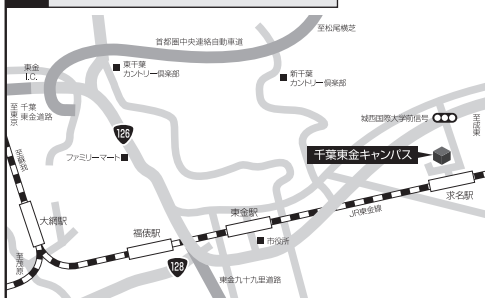 至松尾横芝
首都圏中央連絡自動車道
東金
I.C.
東千葉
カントリー倶楽部
新千葉
カントリー倶楽部
至東京
千葉
東金道路
城西国際大学前信号
至成東
126
ファミリーマート
千葉東金キャンパス
至蘇我
求名駅
JR東金線
大網駅
東金駅
福俵駅
市役所
至茂原
128
東金九十九里道路